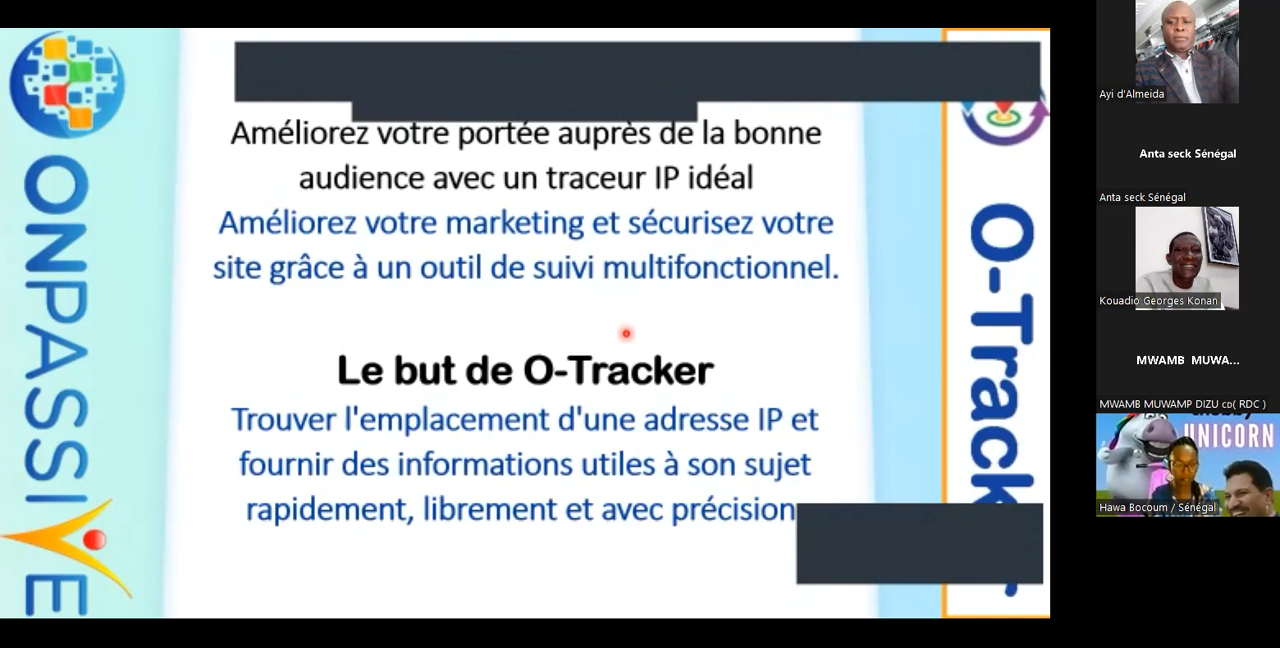 ONPASSIVE
Améliorez votre portée auprès de la bonne
audience avec un traceur IP idéal
Améliorez votre marketing et sécurisez votre
site grâce à un outil de suivi multifonctionnel.
Le but de O-Tracker
Trouver l'emplacement d'une adresse IP et
fournir des informations utiles à son sujet
rapidement, librement et avec précision
O-Track
Ayi d'Almeida
Anta seck Sénégal
Anta seck Sénégal
Kouadio Georges Konan
MWAMB MUWA...
MWAMB MUWAMP DIZU CD( RDC )
UNICORN
Hawa Bocoum / Sénégal